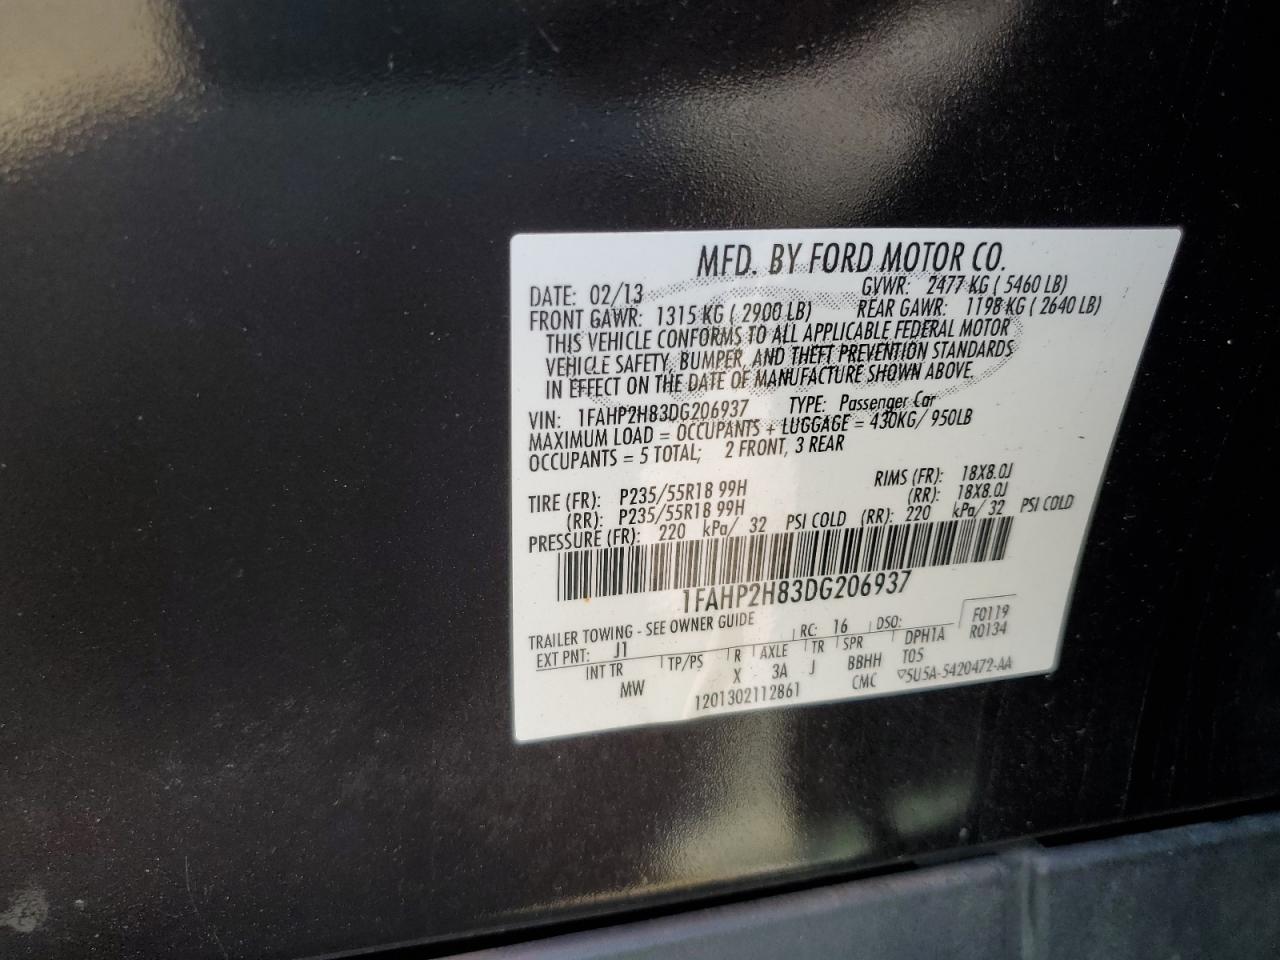 MFD. BY FORD MOTOR CO.
DATE: 02/13 GVWR: 2477 KG ( 5460 LB)
FRONT GAWR: 1315 KG ( 2900 LB) REAR GAWR: 1198 KG ( 2640 LB)
THIS VEHICLE CONFORMS TO ALL APPLICABLE FEDERAL MOTOR
VEHICLE SAFETY, BUMPER, AND THEFT PREVENTION STANDARDS
IN EFFECT ON THE DATE OF MANUFACTURE SHOWN ABOVE.
VIN: 1FAHP2H83DG206937 TYPE: Passenger Car
MAXIMUM LOAD = OCCUPANTS + LUGGAGE = 430KG/ 950LB
OCCUPANTS = 5 TOTAL; 2 FRONT, 3 REAR
TIRE (FR): P235/55R18 99H RIMS (FR): 18X8.0J
(RR): P235/55R18 99H (RR): 18X8.0J
PRESSURE (FR): 220 kPa/ 32 PSI COLD (RR): 220 kPa/ 32 PSI COLD
1FAHP2H83DG206937
TRAILER TOWING - SEE OWNER GUIDE F0119
EXT PNT: J1 RC: 16 DSO: R0134
INT TR TP/PS R AXLE TR SPR DPH1A
MW X 3A J BBHH T05
1201302112861 CMC ▽5U5A-5420472-AA